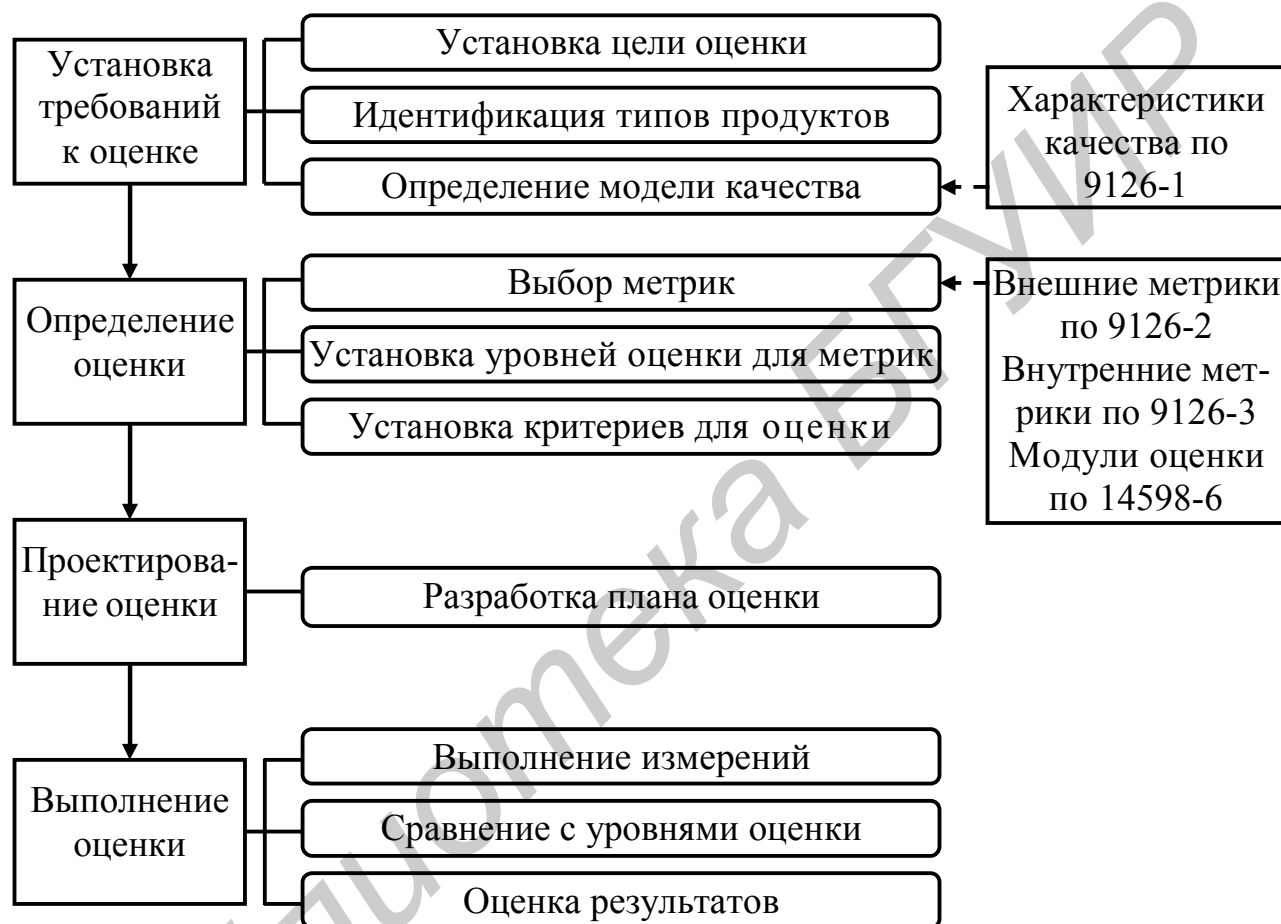 Установка
требований
к оценке
Установка цели оценки
Идентификация типов продуктов
Определение модели качества
Характеристики
качества по
9126-1
Определение
оценки
Выбор метрик
Установка уровней оценки для метрик
Установка критериев для оценки
Внешние метрики
по 9126-2
Внутренние мет-
рики по 9126-3
Модули оценки
по 14598-6
Проектирова-
ние оценки
Разработка плана оценки
Выполнение
оценки
Выполнение измерений
Сравнение с уровнями оценки
Оценка результатов
БГУИР